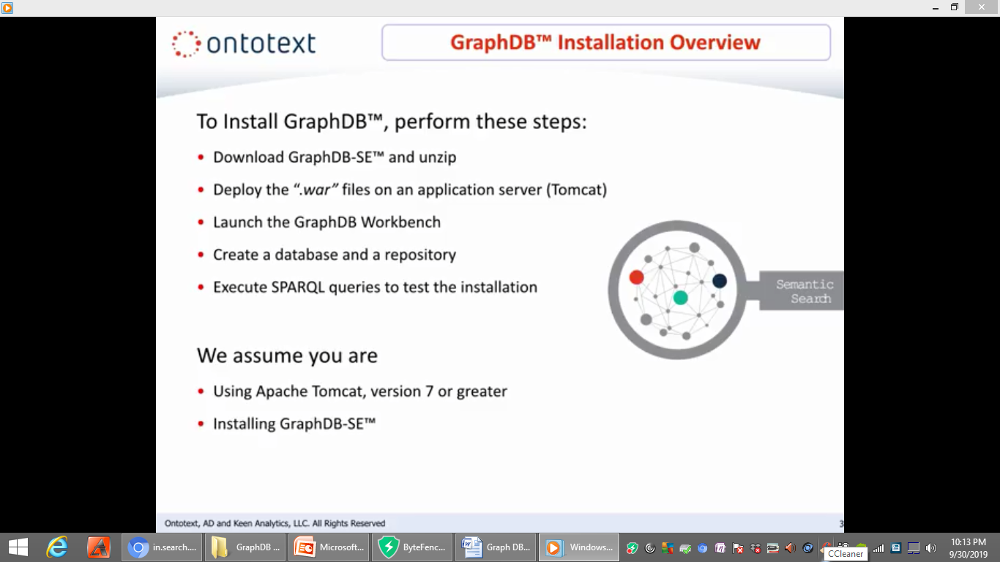 ontotext
GraphDB™ Installation Overview
To Install GraphDB™, perform these steps:
• Download GraphDB-SE™ and unzip
• Deploy the “.war” files on an application server (Tomcat)
• Launch the GraphDB Workbench
• Create a database and a repository
• Execute SPARQL queries to test the installation
Semantic
Search
We assume you are
• Using Apache Tomcat, version 7 or greater
• Installing GraphDB-SE™
Ontotext, AD and Keen Analytics, LLC. All Rights Reserved
3
in.search....
GraphDB ...
Microsoft...
ByteFenc...
Graph DB...
Windows...
10:13 PM
9/30/2019
CCleaner